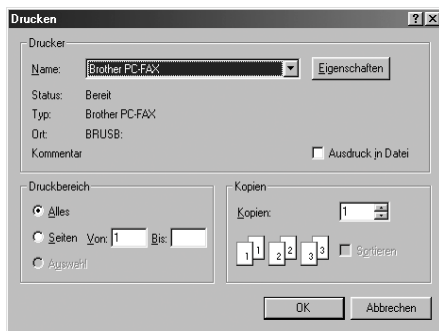 Drucken
Drucker
Name: Brother PC-FAX Eigenschaften
Status: Bereit
Typ: Brother PC-FAX
Ort: BRUSB:
Kommentar Ausdruck in Datei
Druckbereich
Alles
Seiten Von: 1 Bis:
Auswahl
Kopien
Kopien: 1
1 1 2 2 3 3 Sortieren
OK Abbrechen